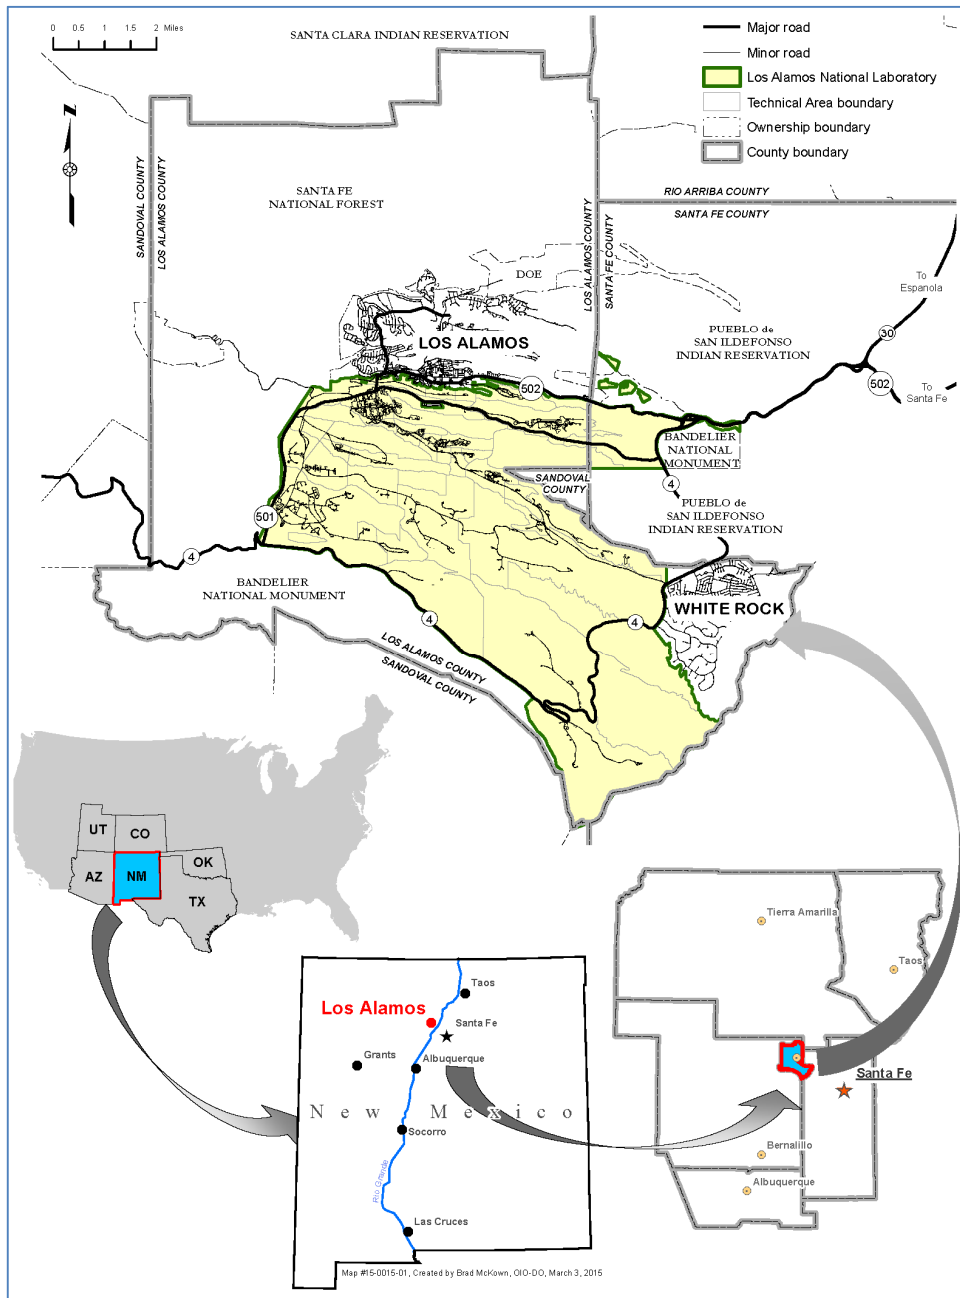 0 0.5 1 2 Miles
SANTA CLARA INDIAN RESERVATION
Major road
Minor road
Los Alamos National Laboratory
Technical Area boundary
Ownership boundary
County boundary
N
SANDOVAL COUNTY
LOS ALAMOS COUNTY
SANTA FE
NATIONAL FOREST
RIO ARRIBA COUNTY
SANTA FE COUNTY
LOS ALAMOS COUNTY
SANTA FE COUNTY
DOE
To
Espanola
LOS ALAMOS
PUEBLO de
SAN ILDEFONSO
INDIAN RESERVATION
30
502
502
To
Santa Fe
BANDELIER
NATIONAL
MONUMENT
SANDOVAL
COUNTY
4
PUEBLO de
SAN ILDEFONSO
INDIAN RESERVATION
501
4
BANDELIER
NATIONAL MONUMENT
WHITE ROCK
4
4
LOS ALAMOS COUNTY
SANDOVAL COUNTY
UT
CO
AZ
NM
OK
TX
Tierra Amarilla
Taos
Santa Fe
Bernalillo
Albuquerque
Taos
Los Alamos
Santa Fe
Grants
Albuquerque
New Mexico
Socorro
Rio Grande
Las Cruces
Map #15-0015-01, Created by Brad McKown, OIO-DO, March 3, 2015